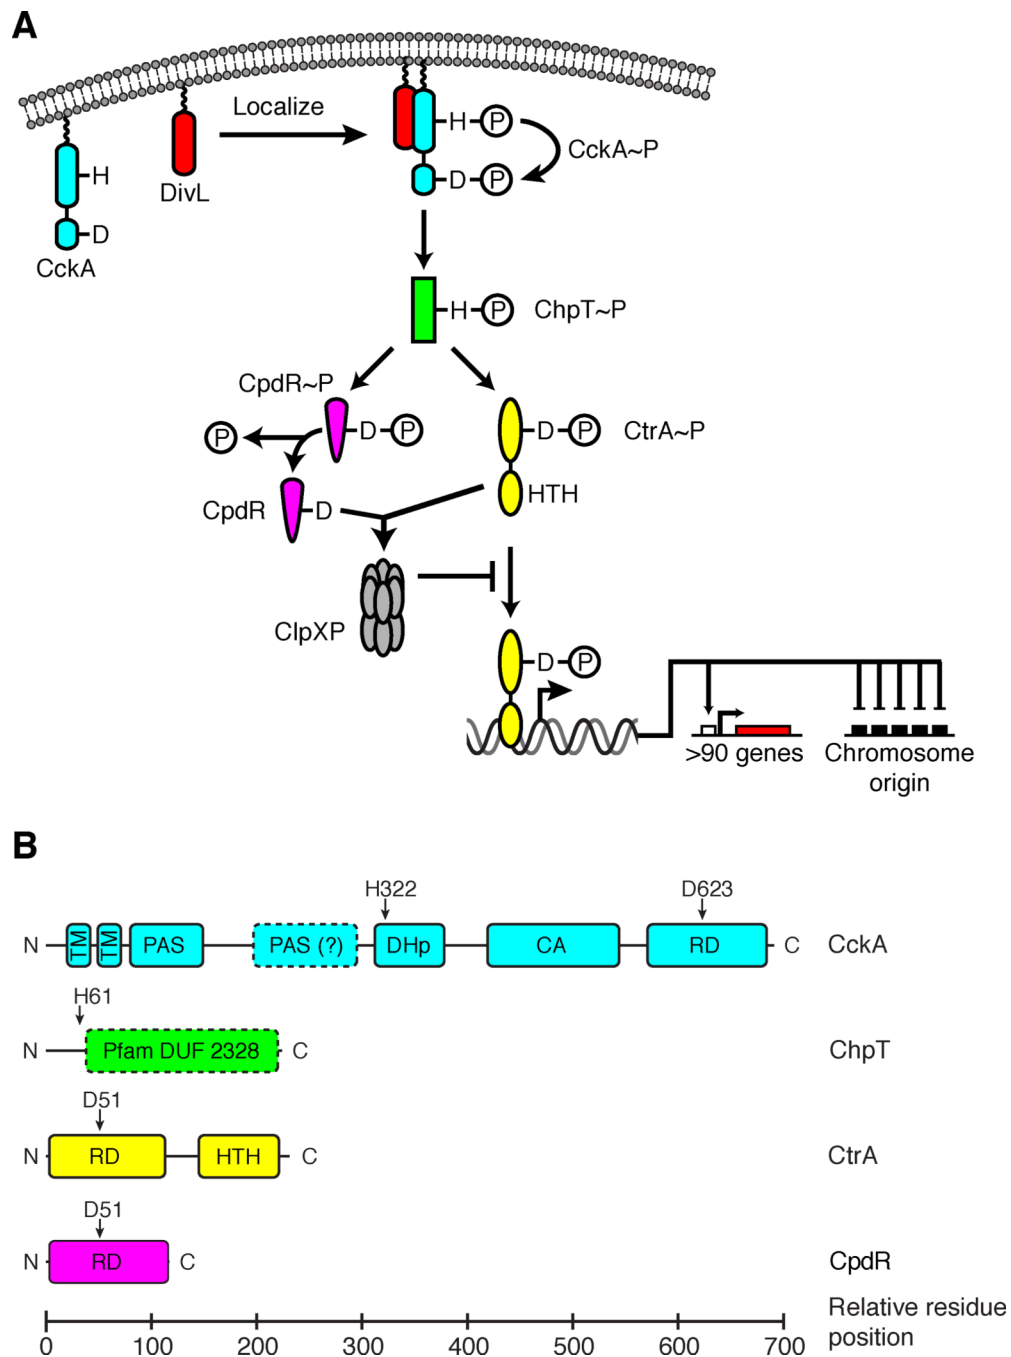 A
Localize
H P
CckA~P
H
DivL
D P
D
CckA
H P ChpT~P
CpdR~P
P
D P
D P CtrA~P
CpdR D
HTH
ClpXP
D P
>90 genes
Chromosome
origin
B
H322 D623
N TM TM PAS PAS (?) DHp CA RD C CckA
H61
N Pfam DUF 2328 C ChpT
D51
N RD HTH C CtrA
D51
N RD C CpdR
Relative residue
position
0 100 200 300 400 500 600 700